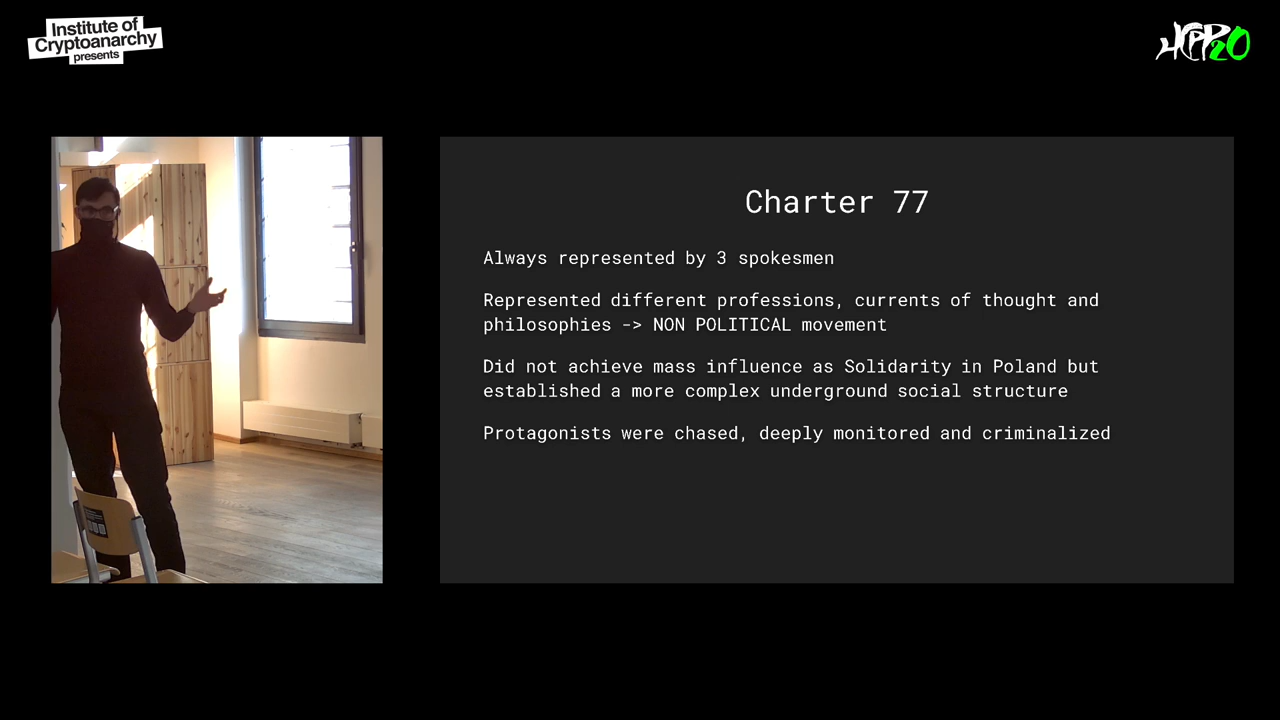 Institute of
Cryptoanarchy
presents
HCPP20
Charter 77
Always represented by 3 spokesmen
Represented different professions, currents of thought and
philosophies -> NON POLITICAL movement
Did not achieve mass influence as Solidarity in Poland but
established a more complex underground social structure
Protagonists were chased, deeply monitored and criminalized